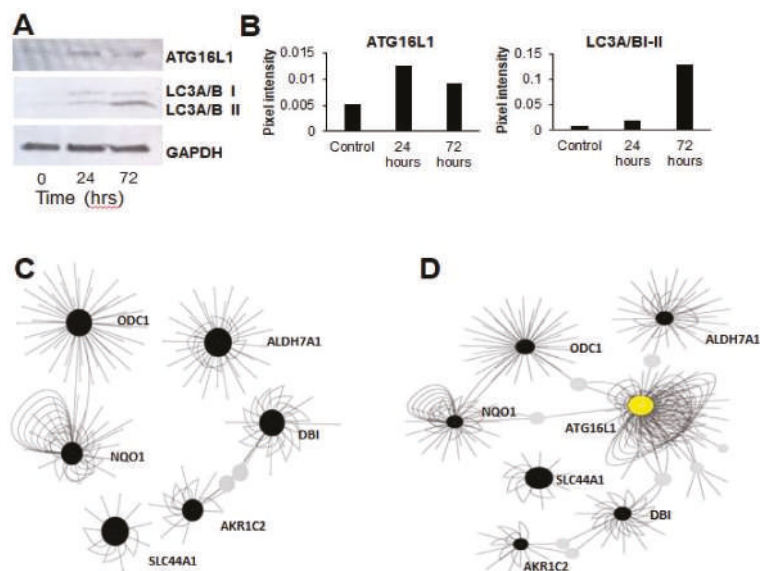 A
ATG16L1
LC3A/B I
LC3A/B II
GAPDH
0 24 72
Time (hrs)
B
ATG16L1
Pixel intensity
0.015
0.01
0.005
0
Control
24 hours
72 hours
LC3A/BI-II
Pixel intensity
0.15
0.1
0.05
0
Control
24 hours
72 hours
C
ODC1
ALDH7A1
NQO1
DBI
AKR1C2
SLC44A1
D
ALDH7A1
ODC1
NQO1
ATG16L1
SLC44A1
DBI
AKR1C2